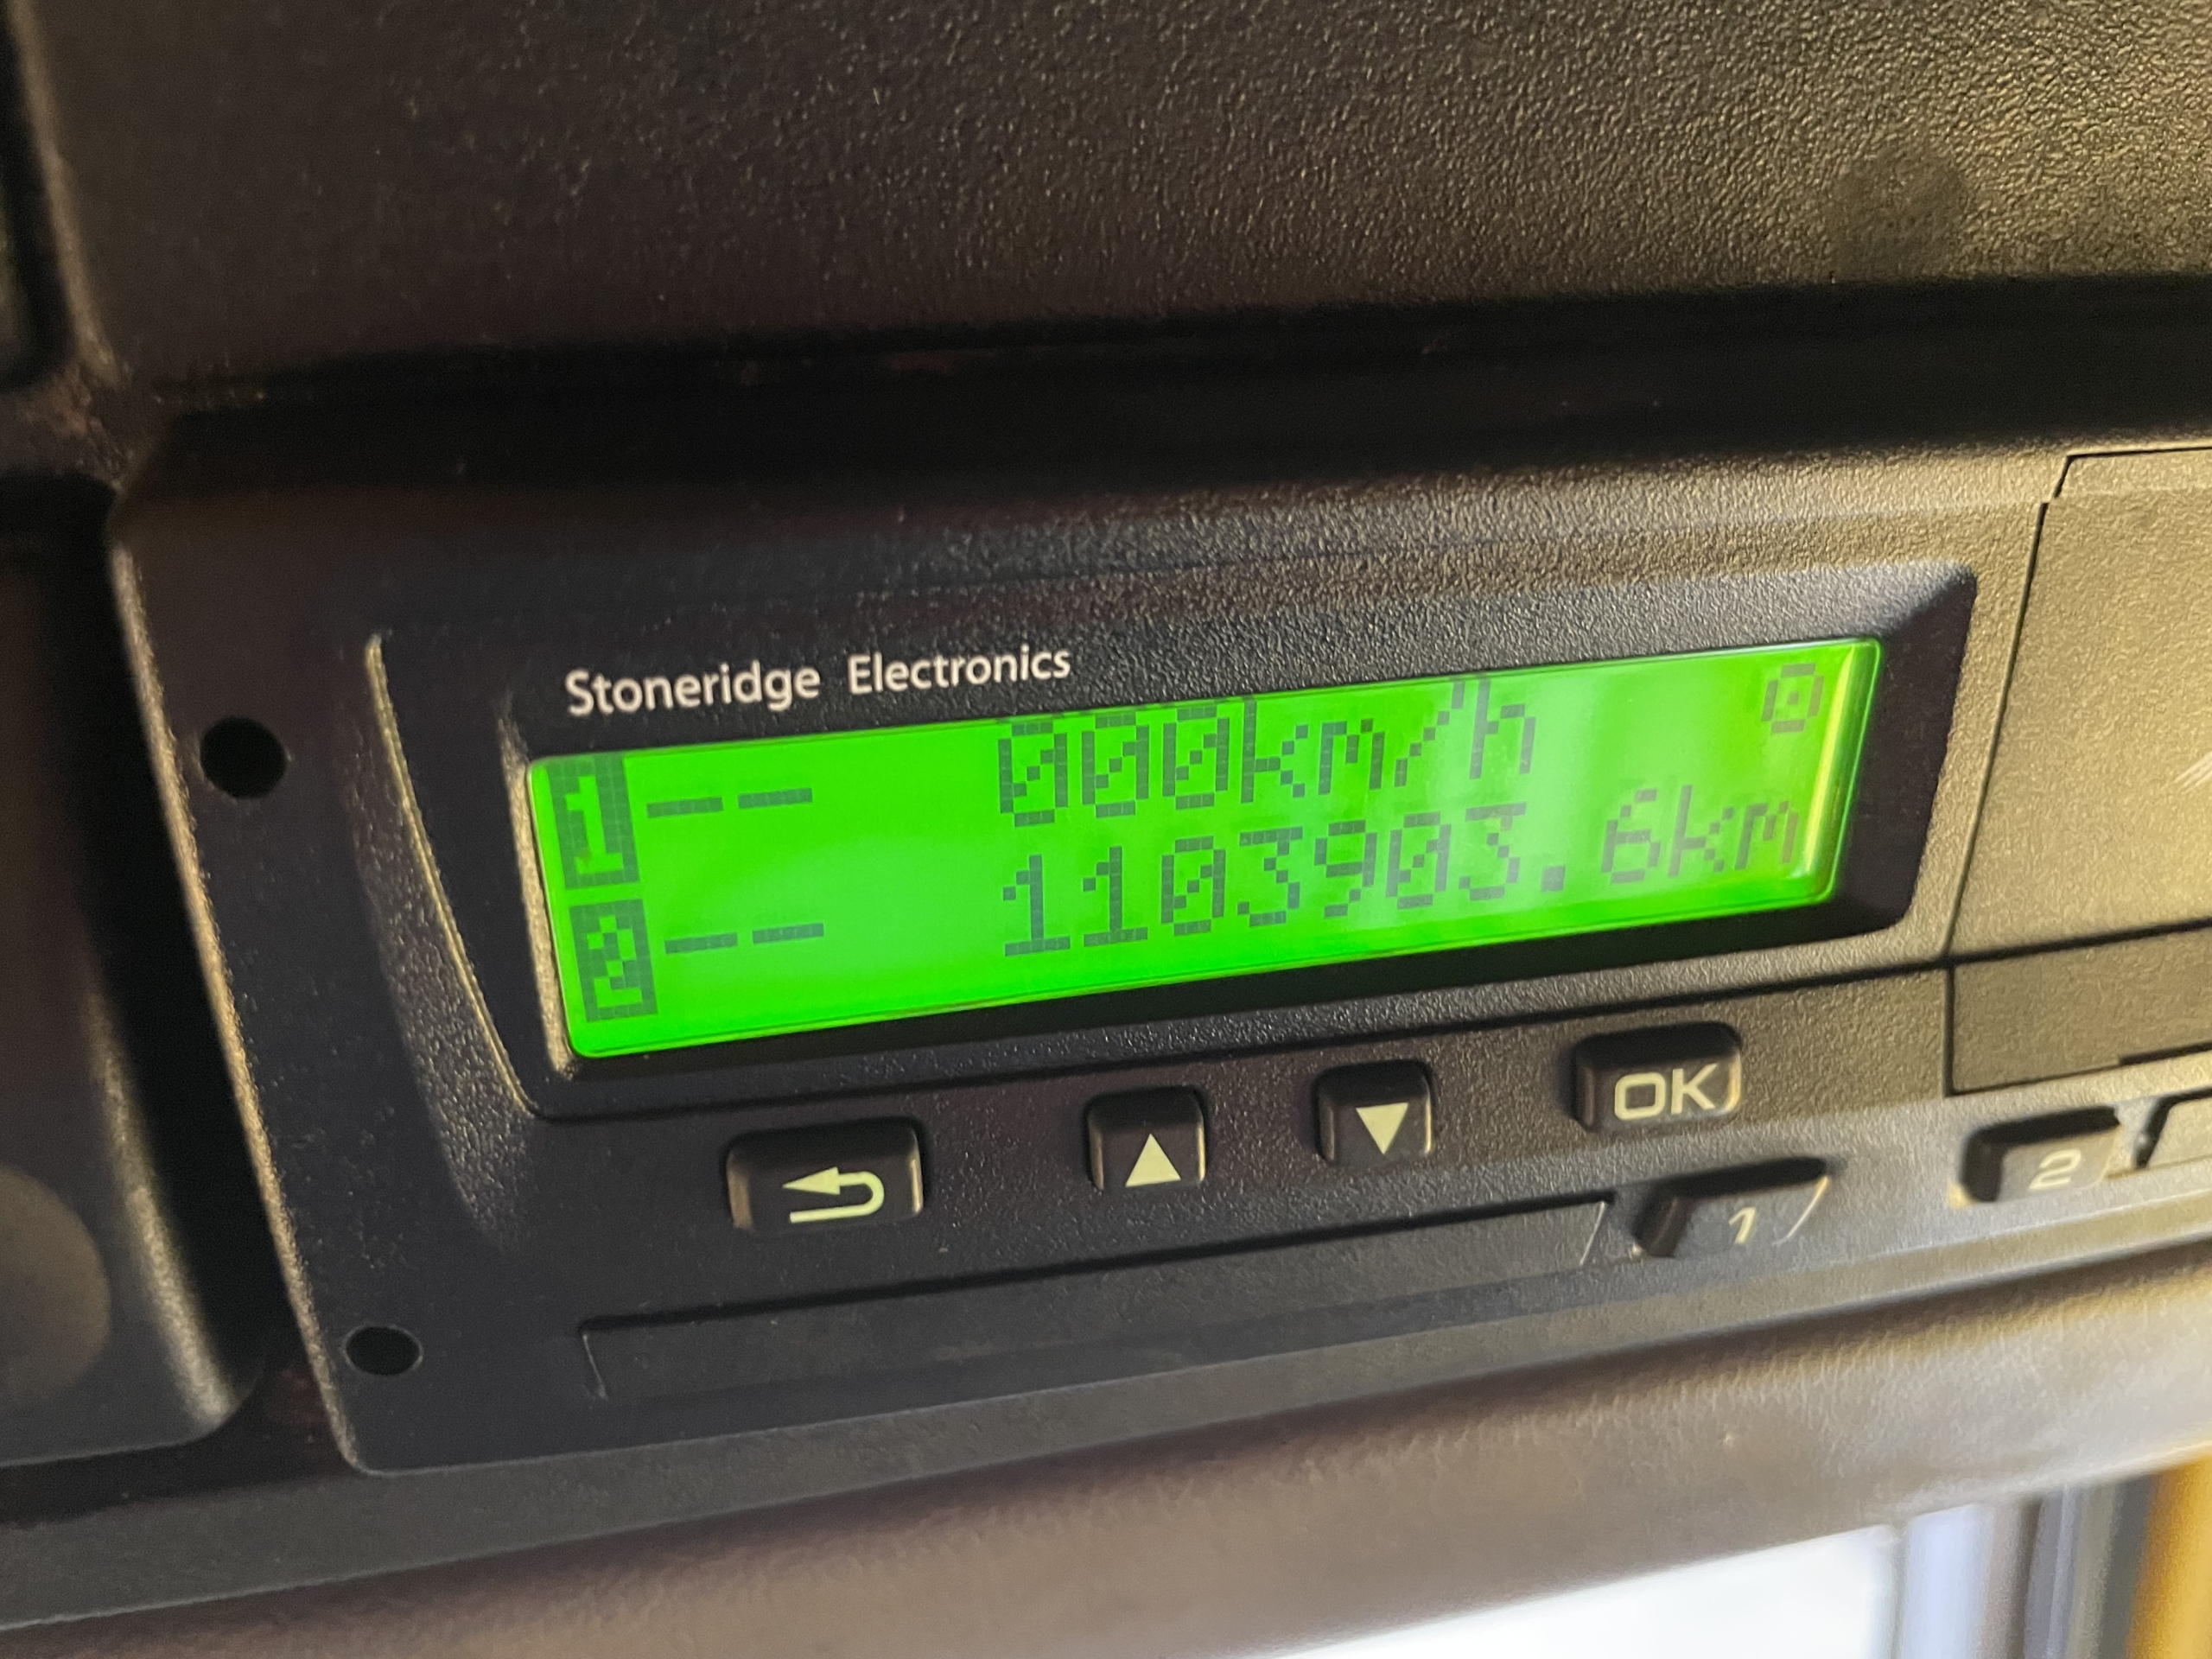 Stoneridge Electronics
1-- 000km/h
2-- 1103903.6km
OK
1
2